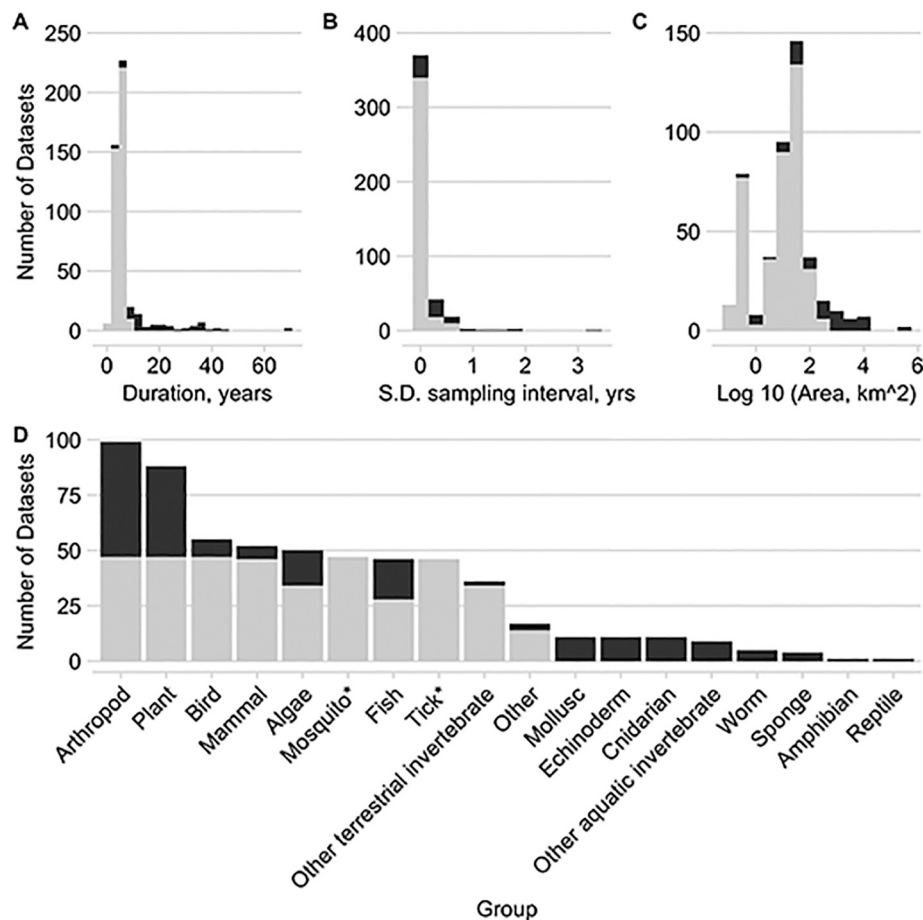 A
B
C
250
200
150
100
50
0
Number of Datasets
0 20 40 60
Duration, years
400
300
200
100
0
0 1 2 3
S.D. sampling interval, yrs
150
100
50
0
0 2 4 6
Log 10 (Area, km^2)
D
100
75
50
25
0
Number of Datasets
Arthropod
Plant
Bird
Mammal
Algae
Mosquito*
Fish
Tick*
Other terrestrial invertebrate
Other
Mollusc
Echinoderm
Cnidarian
Other aquatic invertebrate
Worm
Sponge
Amphibian
Reptile
Group